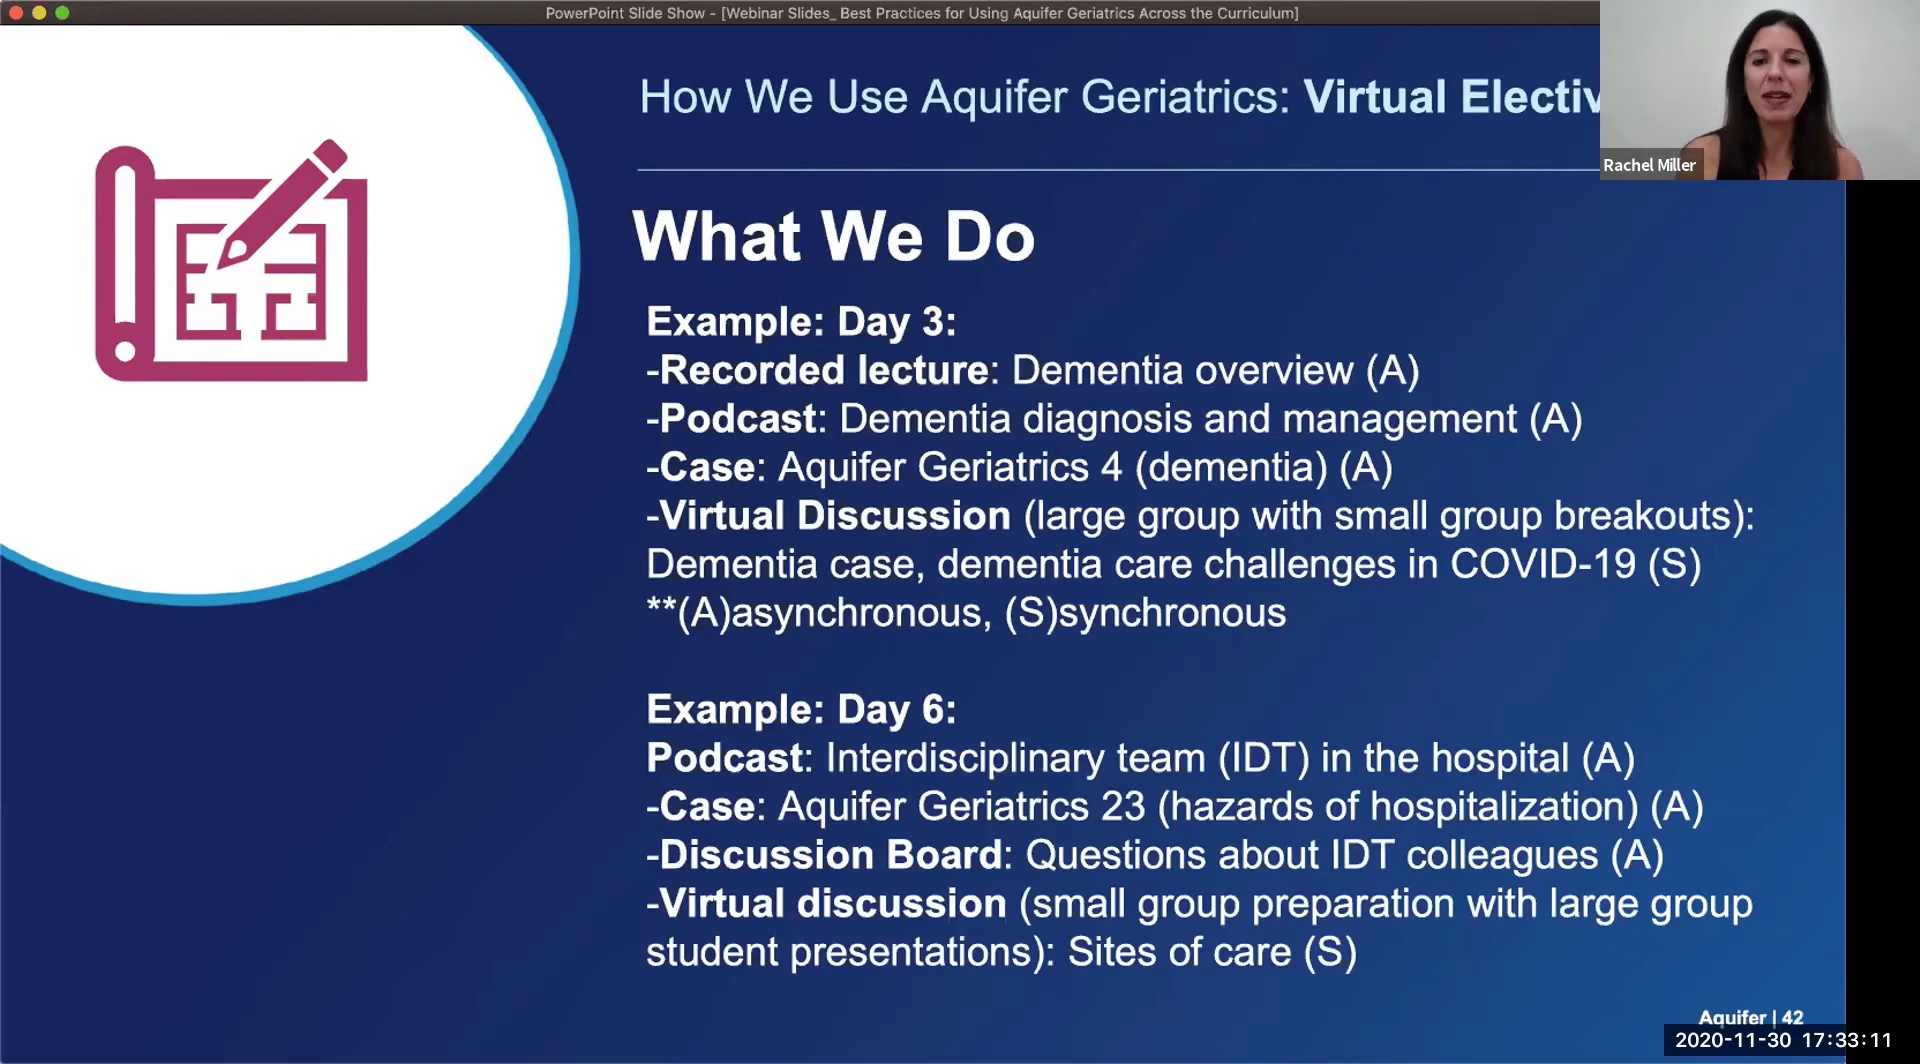 PowerPoint Slide Show - [Webinar Slides_ Best Practices for Using Aquifer Geriatrics Across the Curriculum]
How We Use Aquifer Geriatrics: Virtual Electiv
Rachel Miller
What We Do
Example: Day 3:
-Recorded lecture: Dementia overview (A)
-Podcast: Dementia diagnosis and management (A)
-Case: Aquifer Geriatrics 4 (dementia) (A)
-Virtual Discussion (large group with small group breakouts):
Dementia case, dementia care challenges in COVID-19 (S)
**(A)asynchronous, (S)synchronous
Example: Day 6:
Podcast: Interdisciplinary team (IDT) in the hospital (A)
-Case: Aquifer Geriatrics 23 (hazards of hospitalization) (A)
-Discussion Board: Questions about IDT colleagues (A)
-Virtual discussion (small group preparation with large group
student presentations): Sites of care (S)
Aquifer | 42
2020-11-30 17:33:11